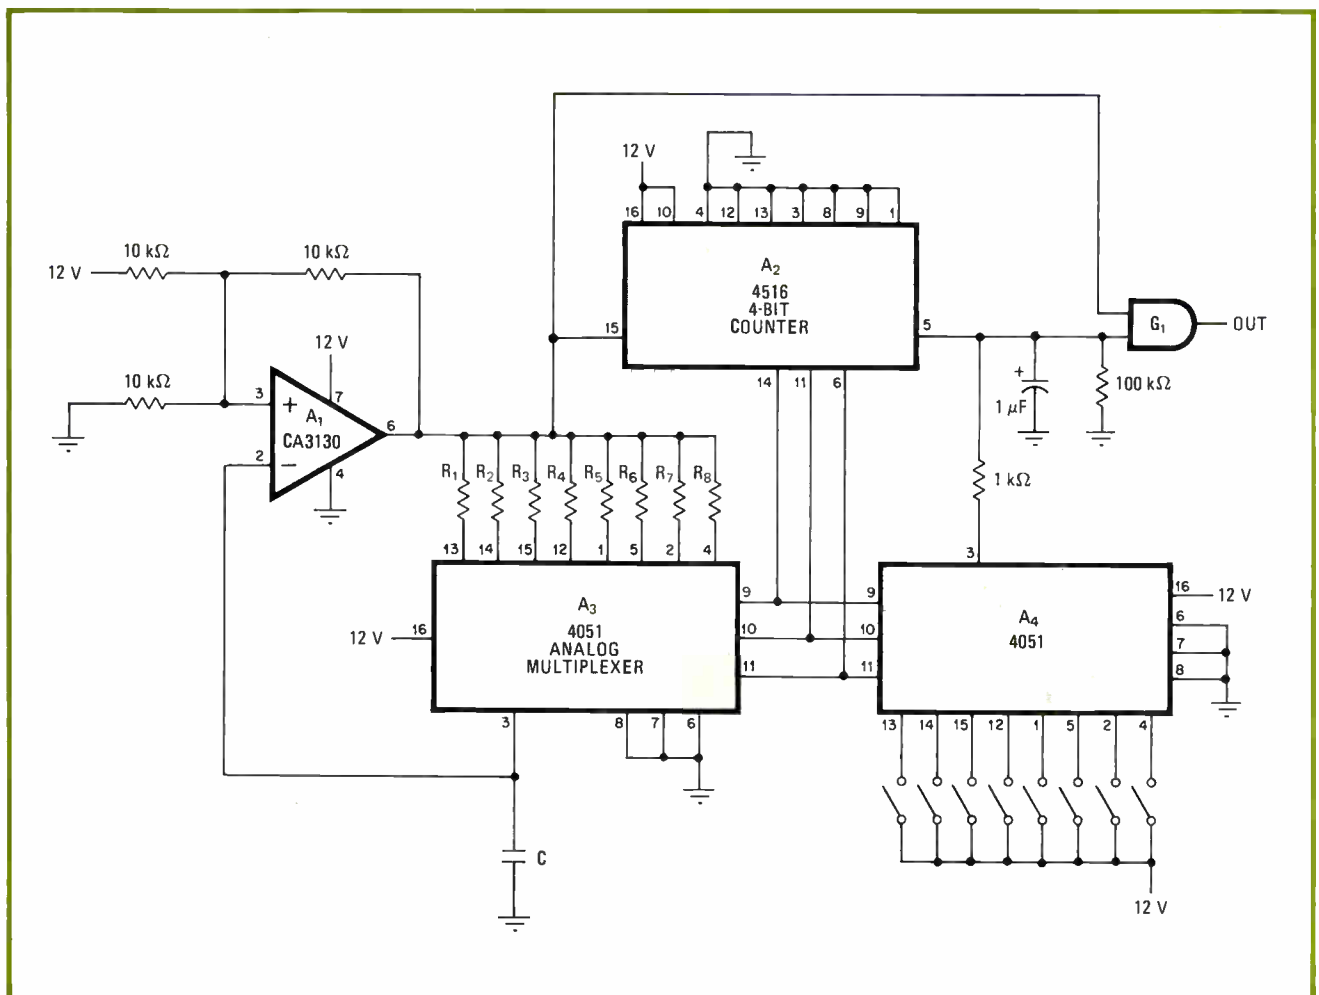 12 V
16 10 4 12 13 3 8 9 1
A2
4516
4-BIT
COUNTER
15
5
14 11 6
10 kΩ
10 kΩ
12 V
12 V
10 kΩ
3
+
7
A1
CA3130
6
2
−
4
G1
OUT
+
1 µF
100 kΩ
1 kΩ
R1 R2 R3 R4 R5 R6 R7 R8
13 14 15 12 1 5 2 4
A3
4051
ANALOG
MULTIPLEXER
12 V
16
9
10
11
3
8 7 6
C
3
9
10
11
A4
4051
16
12 V
6
7
8
13 14 15 12 1 5 2 4
12 V